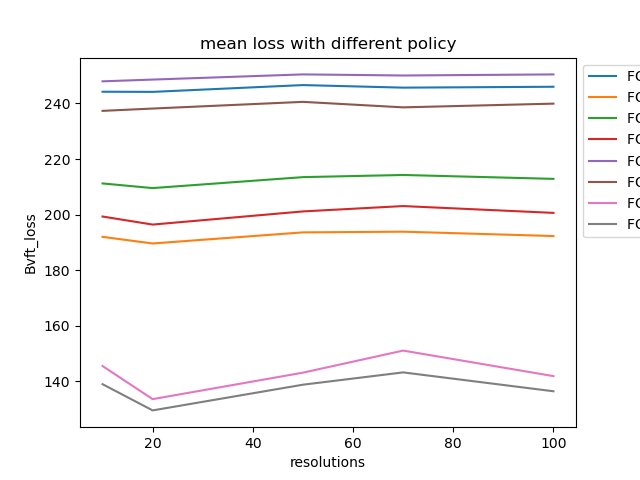 mean loss with different policy
Bvft_loss
240
220
200
180
160
140
20
40
60
80
100
resolutions
FC
FC
FC
FC
FC
FC
FC
FC